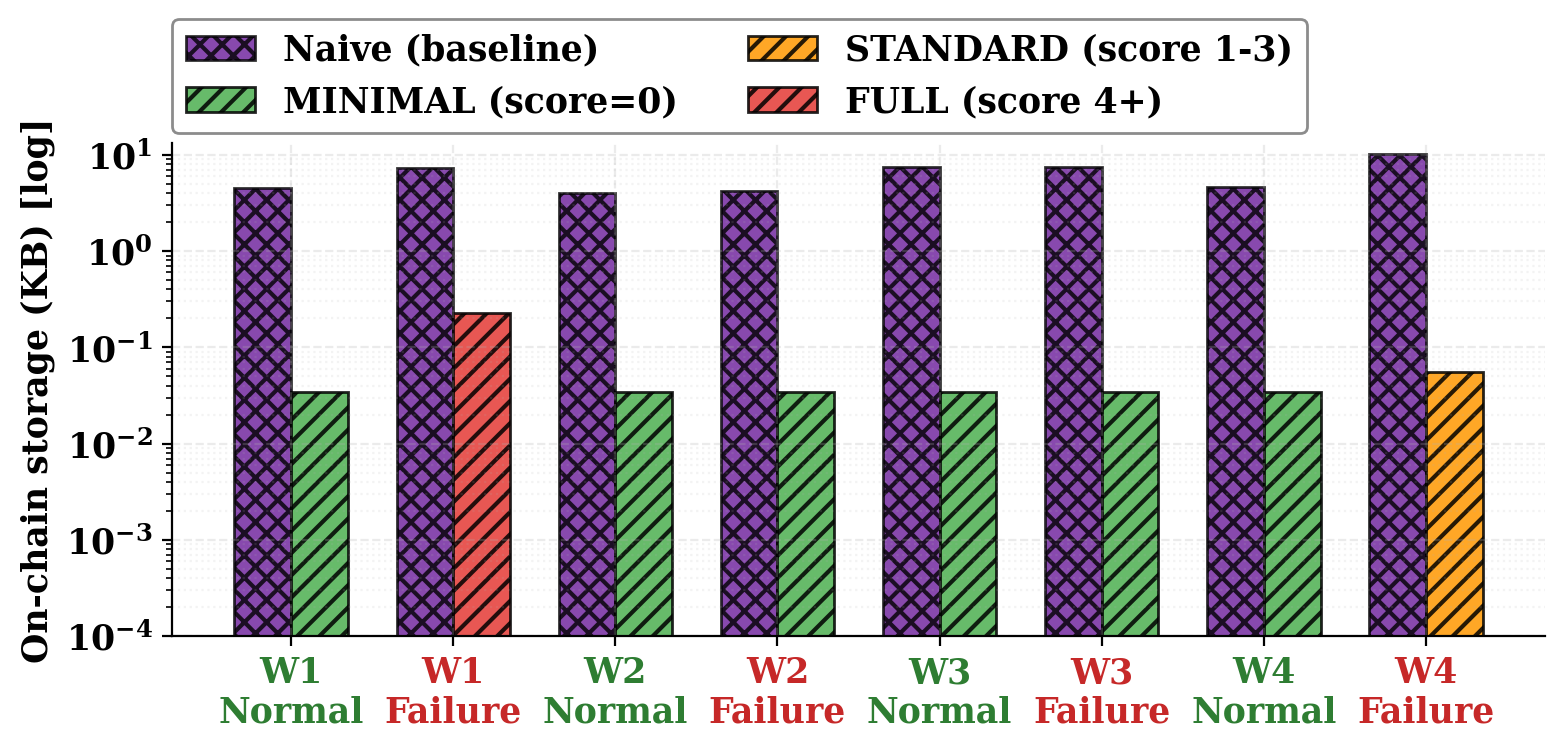 Naive (baseline)
MINIMAL (score=0)
STANDARD (score 1-3)
FULL (score 4+)
On-chain storage (KB) [log]
10¹
10⁰
10⁻¹
10⁻²
10⁻³
10⁻⁴
W1
Normal
W1
Failure
W2
Normal
W2
Failure
W3
Normal
W3
Failure
W4
Normal
W4
Failure